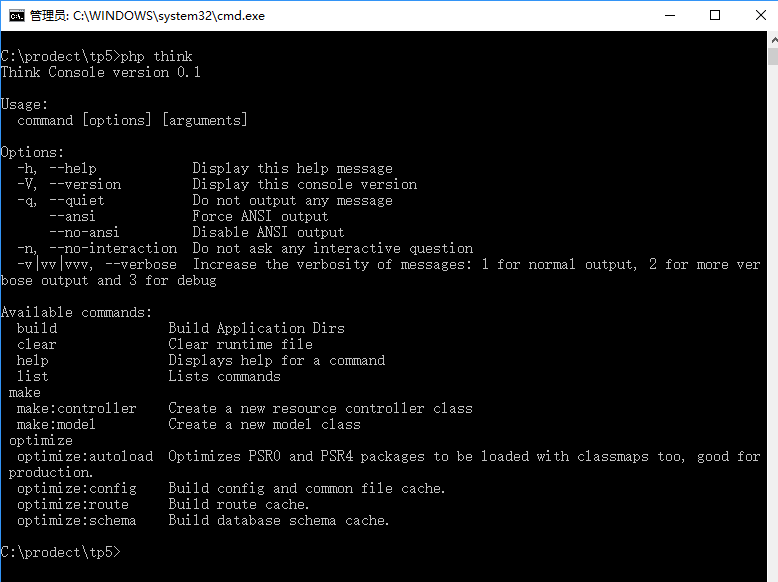 管理员: C:\WINDOWS\system32\cmd.exe
C:\prodect\tp5>php think
Think Console version 0.1
Usage:
command [options] [arguments]
Options:
-h, --help Display this help message
-V, --version Display this console version
-q, --quiet Do not output any message
--ansi Force ANSI output
--no-ansi Disable ANSI output
-n, --no-interaction Do not ask any interactive question
-v|vv|vvv, --verbose Increase the verbosity of messages: 1 for normal output, 2 for more ver
bose output and 3 for debug
Available commands:
build Build Application Dirs
clear Clear runtime file
help Displays help for a command
list Lists commands
make
make:controller Create a new resource controller class
make:model Create a new model class
optimize
optimize:autoload Optimizes PSR0 and PSR4 packages to be loaded with classmaps too, good for
production.
optimize:config Build config and common file cache.
optimize:route Build route cache.
optimize:schema Build database schema cache.
C:\prodect\tp5>